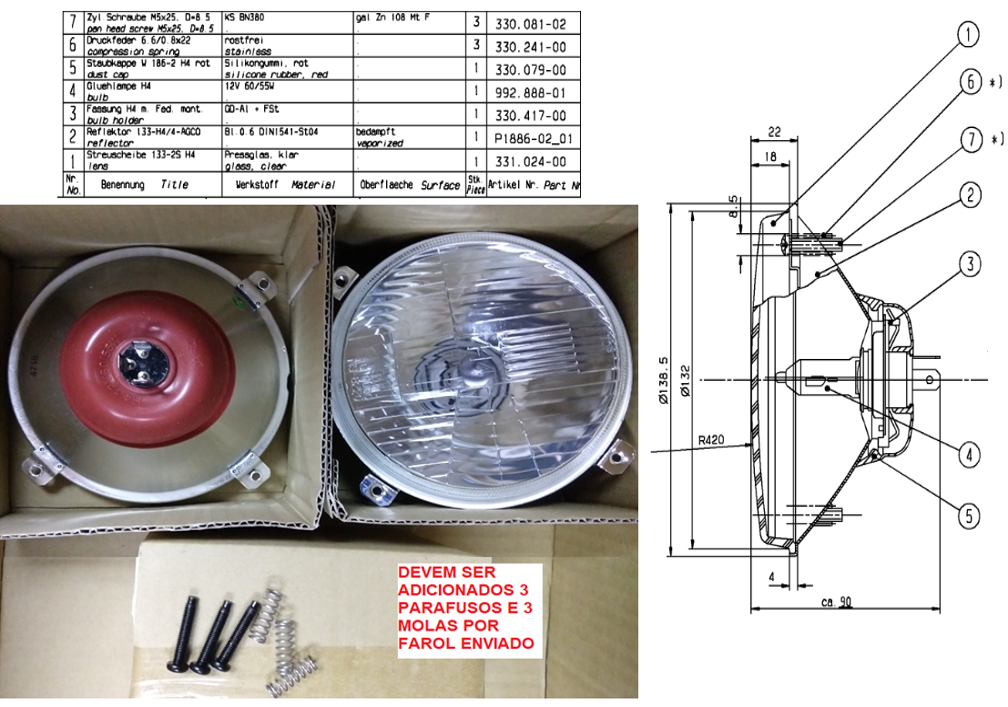 7 Zyl Schraube M5x25, D=8.5 KS BN380 gal Zn 108 Mt F 3 330.081-02
pan head screw M5x25, D=8.5 . .
6 Druckfeder 6.6/0.8x22 rostfrei . 3 330.241-00
compression spring stainless .
5 Staubkappe W 186-2 H4 rot Silikongummi, rot . 1 330.079-00
dust cap silicone rubber, red .
4 Gluehlampe H4 12V 60/55W . 1 992.888-01
bulb . .
3 Fassung H4 m. Fed. mont. GD-Al + FSt . 1 330.417-00
bulb holder . .
2 Reflektor 133-H4/4-AGCO Bl.0.6 DIN1541-St04 bedampft 1 P1886-02_01
reflector . vaporized
1 Streuscheibe 133-2S H4 Pressglas, klar . 1 331.024-00
lens glass, clear .
Nr. Stk.
No. Benennung Title Werkstoff Material Oberflaeche Surface Piece Artikel Nr. Part Nr
1
6 *)
7 *)
2
3
4
5
22
18
8.5
Ø138.5
Ø132
R420
4
ca. 90
4218
DEVEM SER
ADICIONADOS 3
PARAFUSOS E 3
MOLAS POR
FAROL ENVIADO